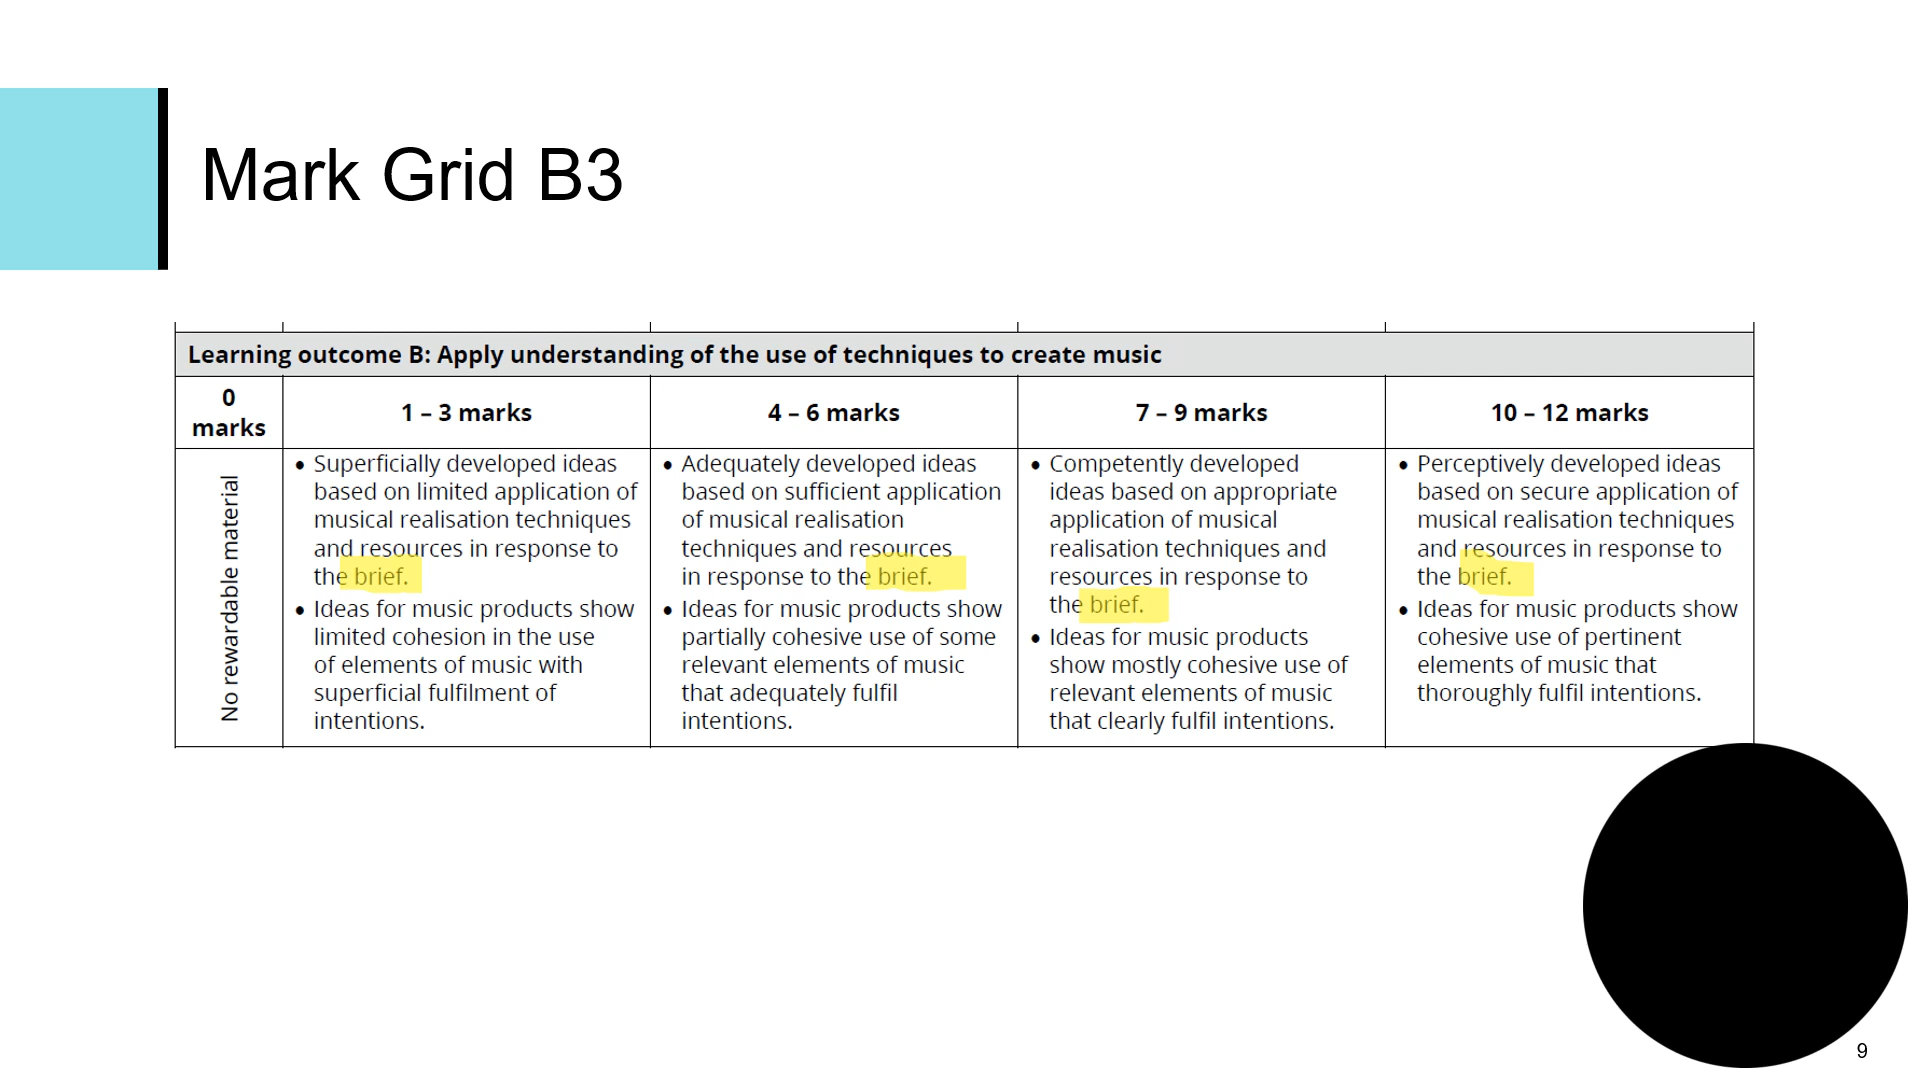 Mark Grid B3
Learning outcome B: Apply understanding of the use of techniques to create music
0
marks
1 – 3 marks
4 – 6 marks
7 – 9 marks
10 – 12 marks
No rewardable material
• Superficially developed ideas
based on limited application of
musical realisation techniques
and resources in response to
the brief.
• Ideas for music products show
limited cohesion in the use
of elements of music with
superficial fulfilment of
intentions.
• Adequately developed ideas
based on sufficient application
of musical realisation
techniques and resources
in response to the brief.
• Ideas for music products show
partially cohesive use of some
relevant elements of music
that adequately fulfil
intentions.
• Competently developed
ideas based on appropriate
application of musical
realisation techniques and
resources in response to
the brief.
• Ideas for music products
show mostly cohesive use of
relevant elements of music
that clearly fulfil intentions.
• Perceptively developed ideas
based on secure application of
musical realisation techniques
and resources in response to
the brief.
• Ideas for music products show
cohesive use of pertinent
elements of music that
thoroughly fulfil intentions.
9